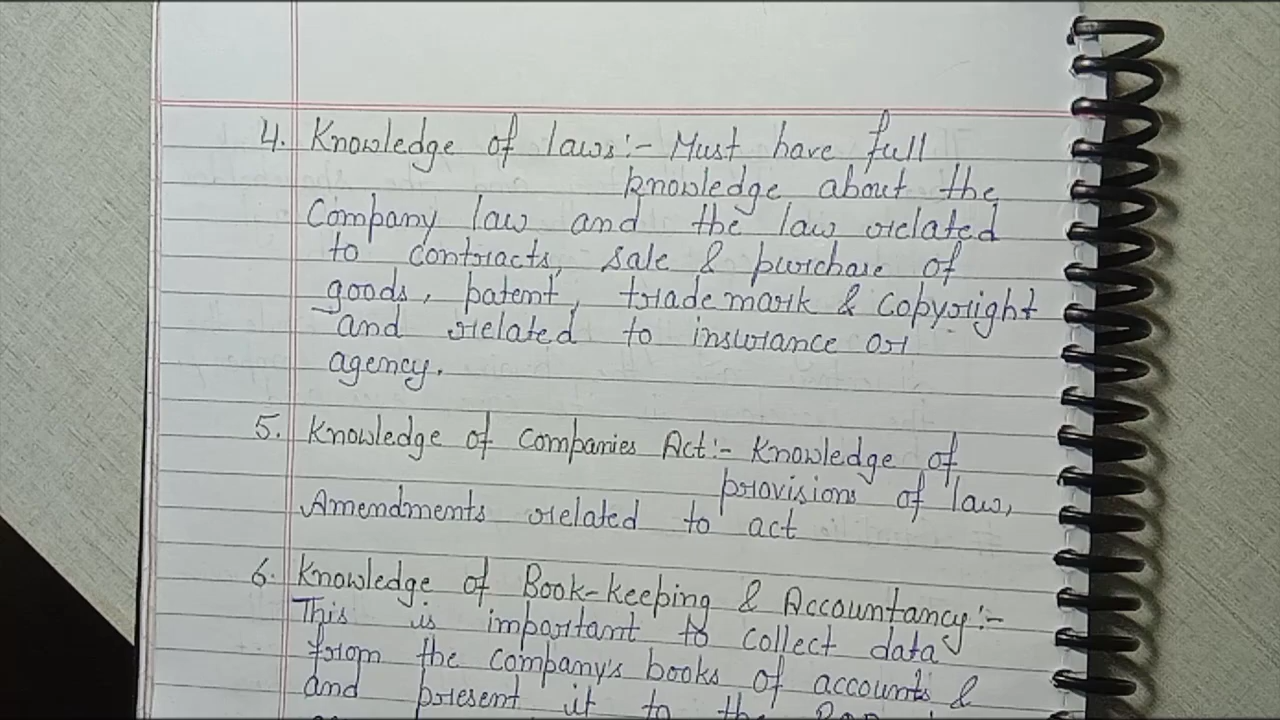 4. Knowledge of laws:- Must have full
knowledge about the
Company law and the law related
to contracts, sale & purchase of
goods, patent, trade mark & copyright
and related to insurance or
agency.
5. Knowledge of Companies Act:- Knowledge of
provisions of law,
Amendments related to act
6. Knowledge of Book-keeping & Accountancy:-
This is important to collect data
from the company's books of accounts &
and present it to the